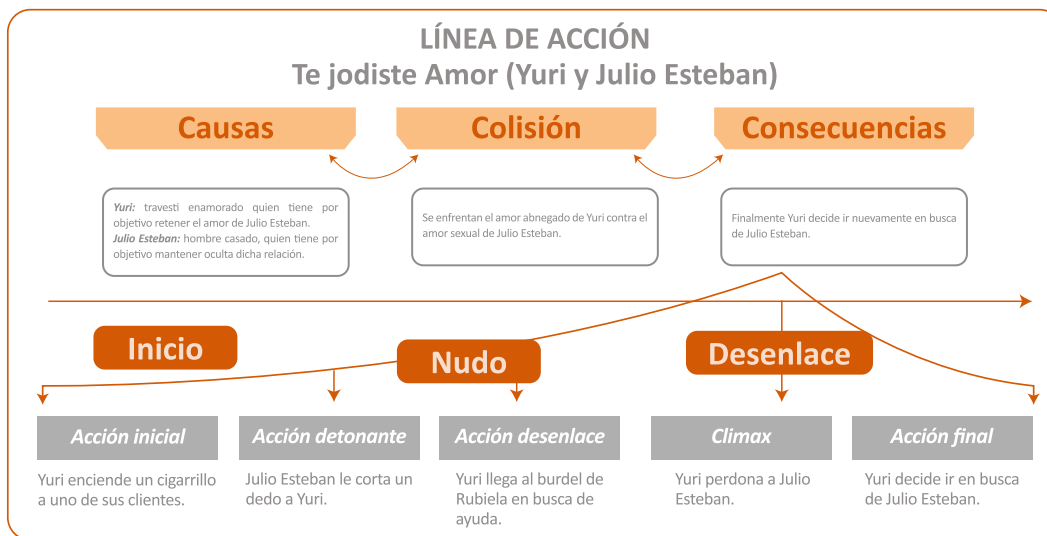 LÍNEA DE ACCIÓN
Te jodiste Amor (Yuri y Julio Esteban)
Causas
Colisión
Consecuencias
Yuri: travesti enamorado quien tiene por
objetivo retener el amor de Julio Esteban.
Julio Esteban: hombre casado, quien tiene por
objetivo mantener oculta dicha relación.
Se enfrentan el amor abnegado de Yuri contra el
amor sexual de Julio Esteban.
Finalmente Yuri decide ir nuevamente en busca
de Julio Esteban.
Inicio
Nudo
Desenlace
Acción inicial
Yuri enciende un cigarrillo
a uno de sus clientes.
Acción detonante
Julio Esteban le corta un
dedo a Yuri.
Acción desenlace
Yuri llega al burdel de
Rubiela en busca de
ayuda.
Climax
Yuri perdona a Julio
Esteban.
Acción final
Yuri decide ir en busca
de Julio Esteban.